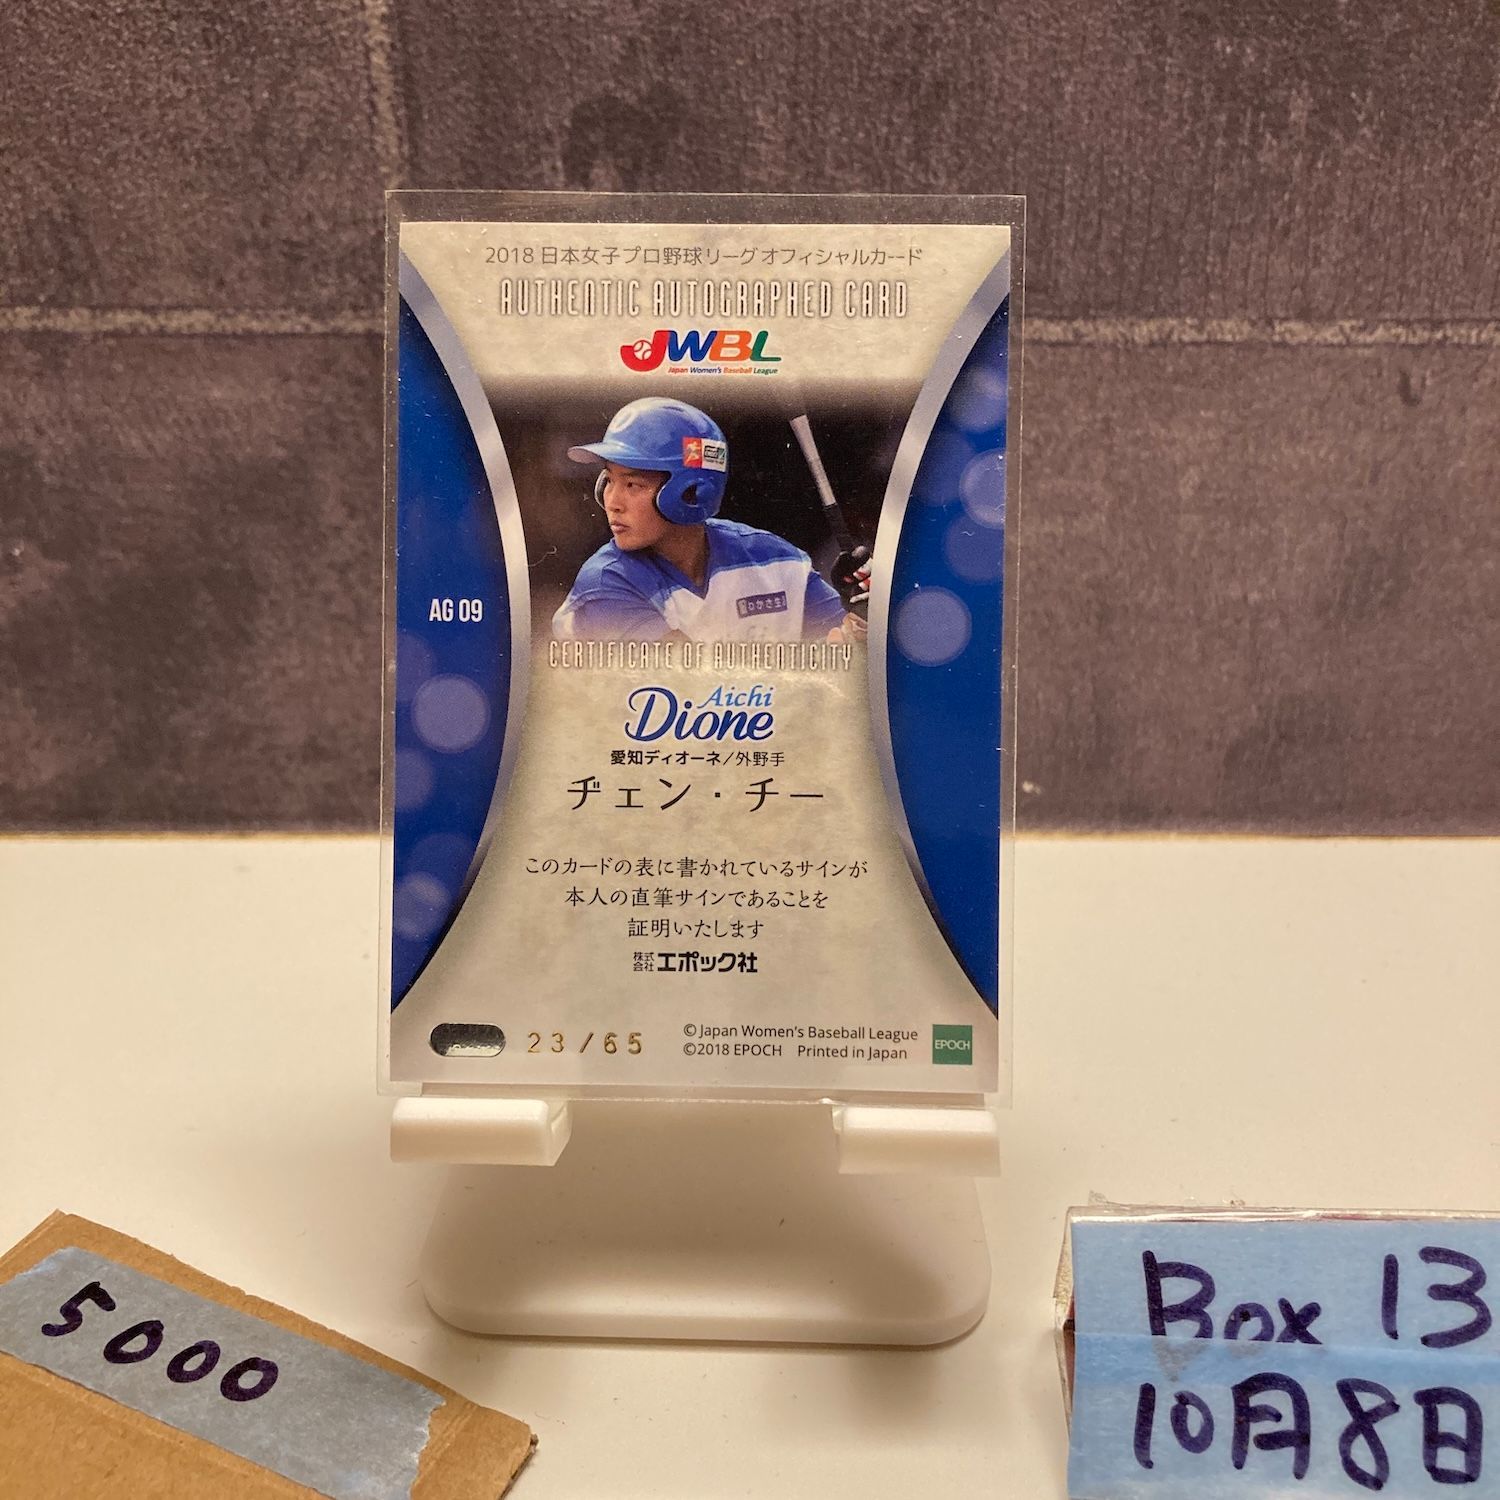 2018 日本女子プロ野球リーグオフィシャルカード
AUTHENTIC AUTOGRAPHED CARD
JWBL
Japan Women's Baseball League
わかさ生
AG 09
CERTIFICATE OF AUTHENTICITY
Aichi
Dione
愛知ディオーネ/外野手
ヂェン・チー
このカードの表に書かれているサインが
本人の直筆サインであることを
証明いたします
株式会社エポック社
23/65
© Japan Women's Baseball League
©2018 EPOCH Printed in Japan
EPOCH
5000
Box 13
10月8日